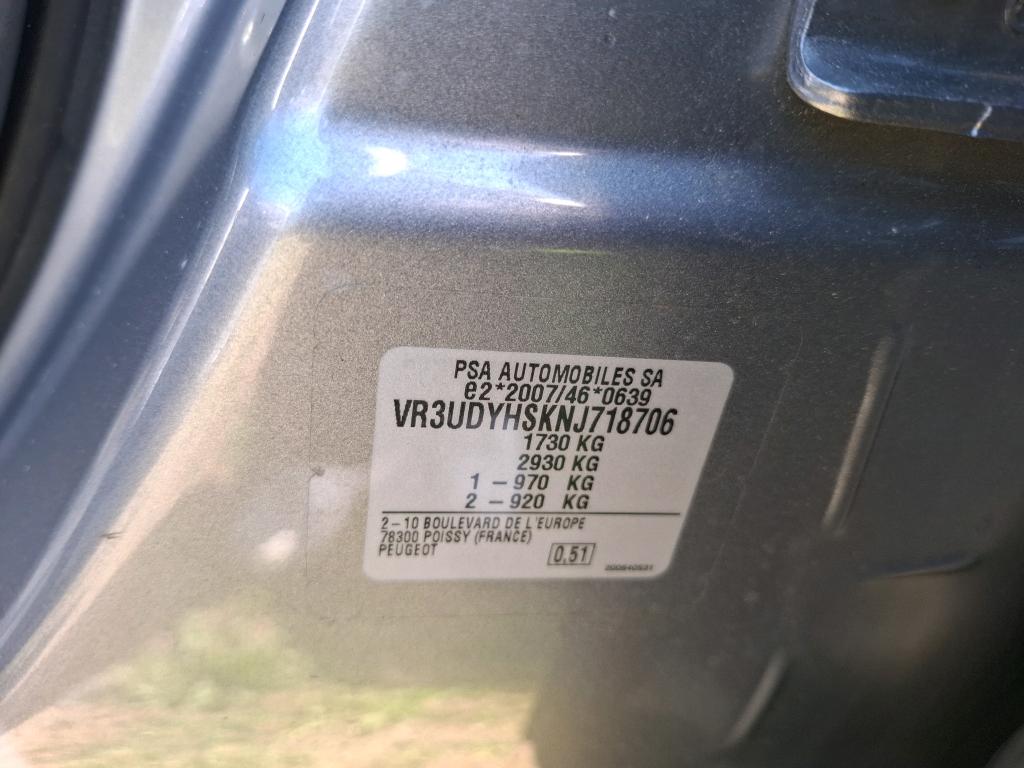 PSA AUTOMOBILES SA
e2*2007/46*0639
VR3UDYHSKNJ718706
1730 KG
2930 KG
1 – 970 KG
2 – 920 KG
2 – 10 BOULEVARD DE L'EUROPE
78300 POISSY (FRANCE)
PEUGEOT
0,51